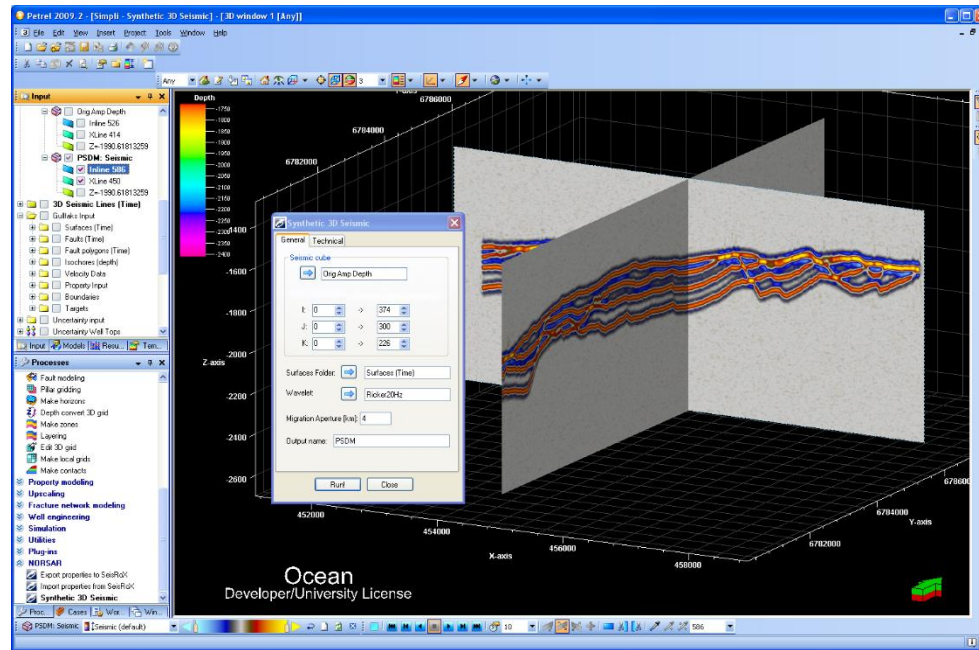 Petrel 2009.2 - [Simpli - Synthetic 3D Seismic] - [3D window 1 [Any]]
File Edit View Insert Project Tools Window Help
Any
3
Input
Orig Amp Depth
Inline 526
XLine 414
Z=-1990.61813259
PSDM: Seismic
Inline 586
XLine 450
Z=-1990.61813259
3D Seismic Lines (Time)
Gullfaks Input
Surfaces (Time)
Faults (Time)
Fault polygons (Time)
Isochores (depth)
Velocity Data
Property Input
Boundaries
Targets
Uncertainty input
Uncertainty Well Tops
Input Models Resu... Tem...
Processes
Fault modeling
Pillar gridding
Make horizons
Depth convert 3D grid
Make zones
Layering
Edit 3D grid
Make local grids
Make contacts
Property modeling
Upscaling
Fracture network modeling
Well engineering
Simulation
Utilities
Plug-ins
NORSAR
Export properties to SeisRoX
Import properties from SeisRoX
Synthetic 3D Seismic
Proc... Cases Wor... Win...
Depth
-1750
-1800
-1850
-1900
-1950
-2000
-2050
-2100
-2150
-2200
-2250
-2300
-2350
-2400
6786000
6784000
6782000
-1400
-1600
-1800
Z-axis
-2000
-2200
-2400
-2600
452000
454000
X-axis
456000
458000
6782000
6784000
Y-axis
678600
Synthetic 3D Seismic
General Technical
Seismic cube
Orig Amp Depth
I: 0 -> 374
J: 0 -> 300
K: 0 -> 226
Surfaces Folder: Surfaces (Time)
Wavelet: Ricker20Hz
Migration Aperture [km]: 4
Output name: PSDM
Run! Close
Ocean
Developer/University License
PSDM: Seismic Seismic (default) 10 586